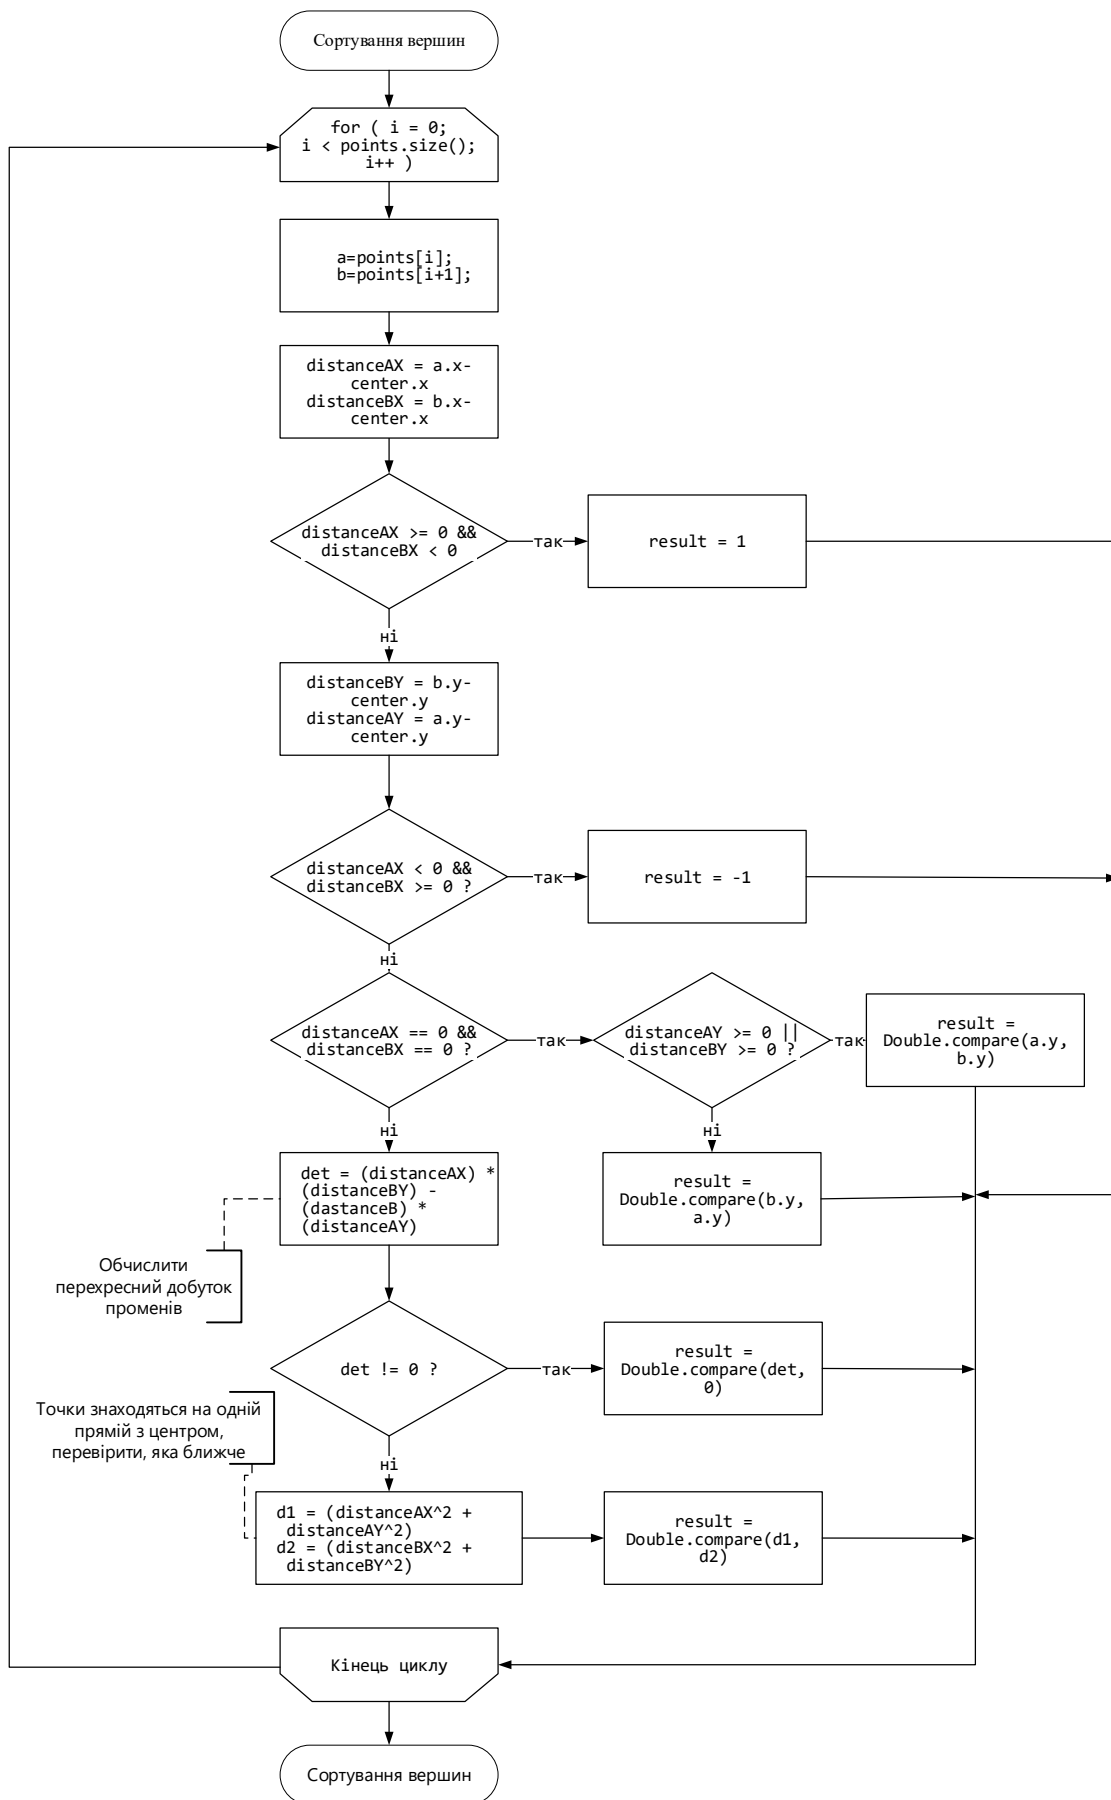 Сортування вершин
for ( i = 0;
i < points.size();
i++ )
a=points[i];
b=points[i+1];
distanceAX = a.x-
center.x
distanceBX = b.x-
center.x
distanceAX >= 0 &&
distanceBX < 0
так
result = 1
ні
distanceBY = b.y-
center.y
distanceAY = a.y-
center.y
distanceAX < 0 &&
distanceBX >= 0 ?
так
result = -1
ні
distanceAX == 0 &&
distanceBX == 0 ?
так
distanceAY >= 0 ||
distanceBY >= 0 ?
так
result =
Double.compare(a.y,
b.y)
ні
ні
det = (distanceAX) *
(distanceBY) -
(dastanceB) *
(distanceAY)
result =
Double.compare(b.y,
a.y)
Обчислити
перехресний добуток
променів
det != 0 ?
так
result =
Double.compare(det,
0)
Точки знаходяться на одній
прямій з центром,
перевірити, яка ближче
ні
d1 = (distanceAX^2 +
distanceAY^2)
d2 = (distanceBX^2 +
distanceBY^2)
result =
Double.compare(d1,
d2)
Кінець циклу
Сортування вершин